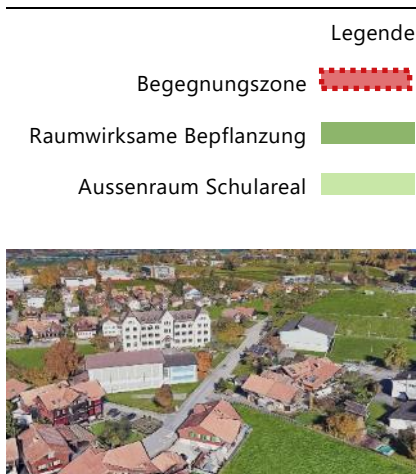 Legende
Begegnungszone
Raumwirksame Bepflanzung
Aussenraum Schulareal